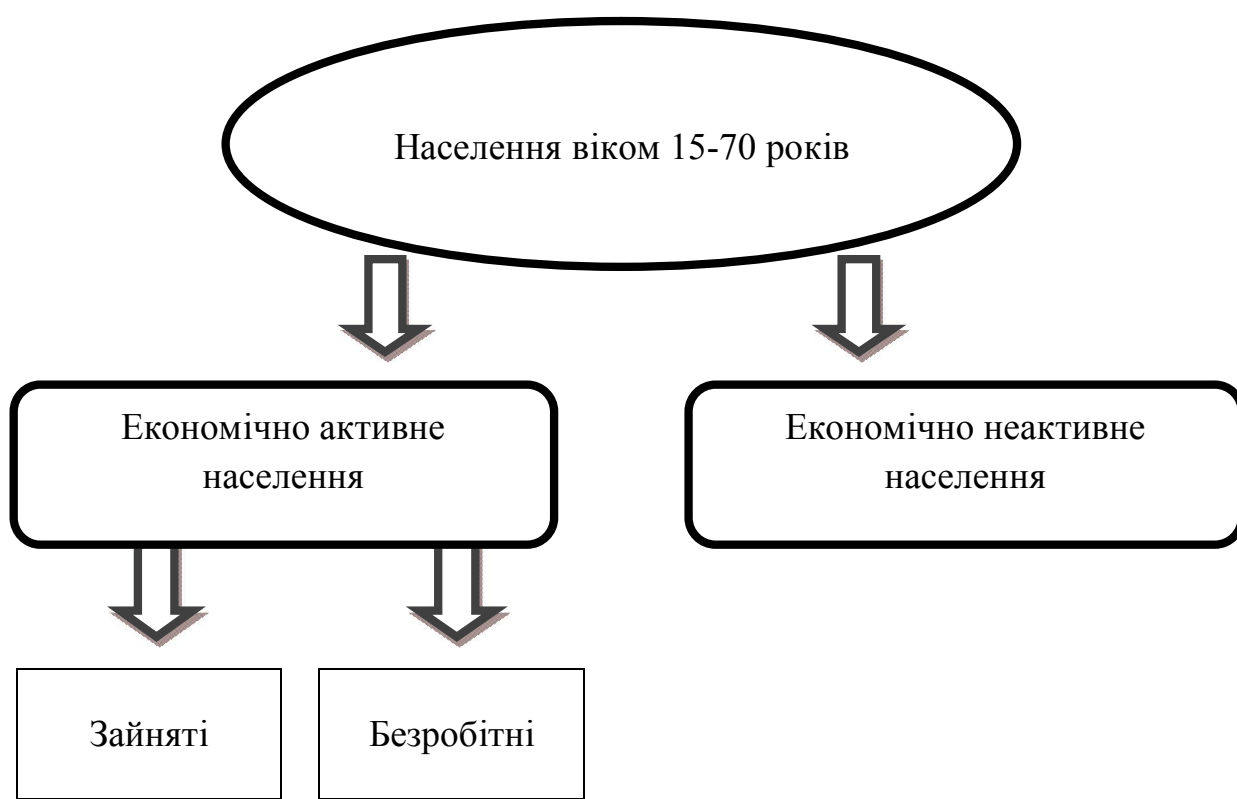 Населення віком 15-70 років
Економічно активне
населення
Економічно неактивне
населення
Зайняті
Безробітні